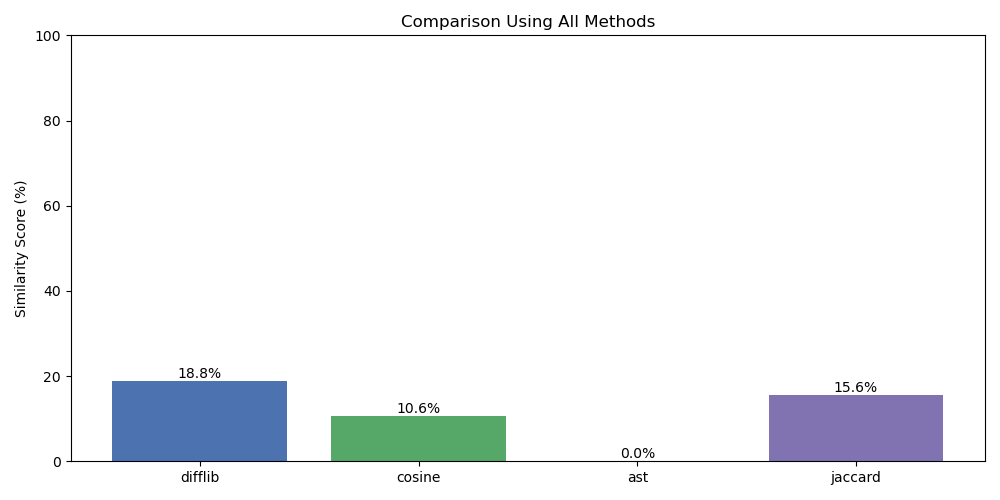 Comparison Using All Methods
Similarity Score (%)
100
80
60
40
20
0
18.8%
10.6%
0.0%
15.6%
difflib
cosine
ast
jaccard